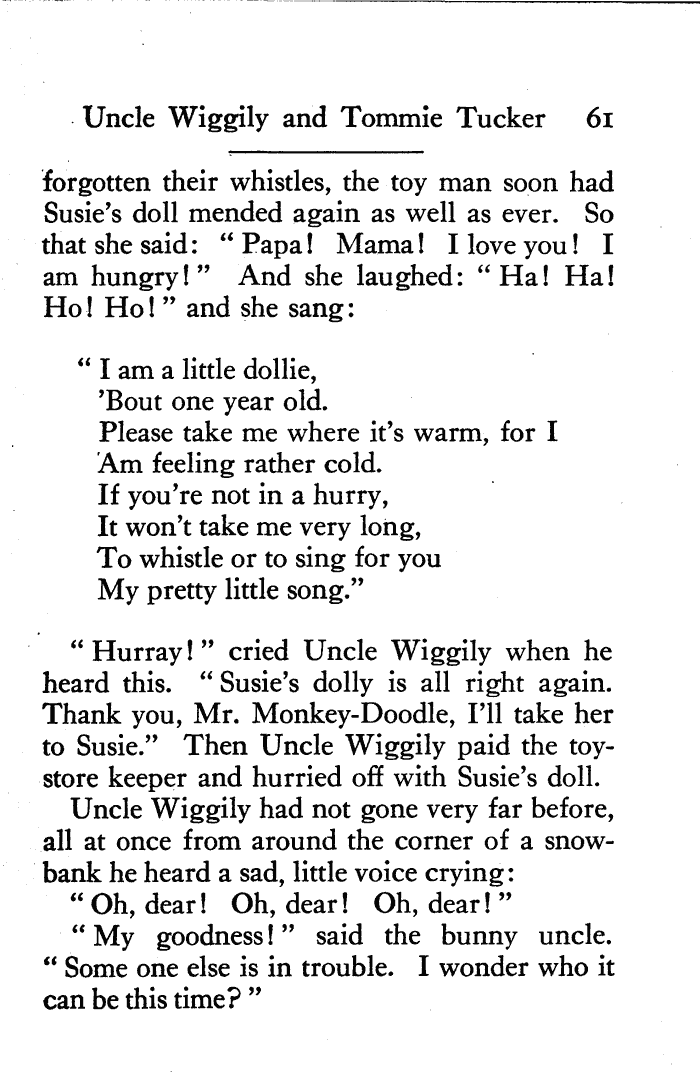 Uncle Wiggily and Tommie Tucker 61
forgotten their whistles, the toy man soon had
Susie's doll mended again as well as ever. So
that she said: “ Papa! Mama! I love you! I
am hungry!” And she laughed: “ Ha! Ha!
Ho! Ho!” and she sang:
“ I am a little dollie,
’Bout one year old.
Please take me where it's warm, for I
Am feeling rather cold.
If you're not in a hurry,
It won't take me very long,
To whistle or to sing for you
My pretty little song.”
“ Hurray!” cried Uncle Wiggily when he
heard this. “ Susie's dolly is all right again.
Thank you, Mr. Monkey-Doodle, I'll take her
to Susie.” Then Uncle Wiggily paid the toy-
store keeper and hurried off with Susie's doll.
Uncle Wiggily had not gone very far before,
all at once from around the corner of a snow-
bank he heard a sad, little voice crying:
“ Oh, dear! Oh, dear! Oh, dear!”
“ My goodness!” said the bunny uncle.
“ Some one else is in trouble. I wonder who it
can be this time?”